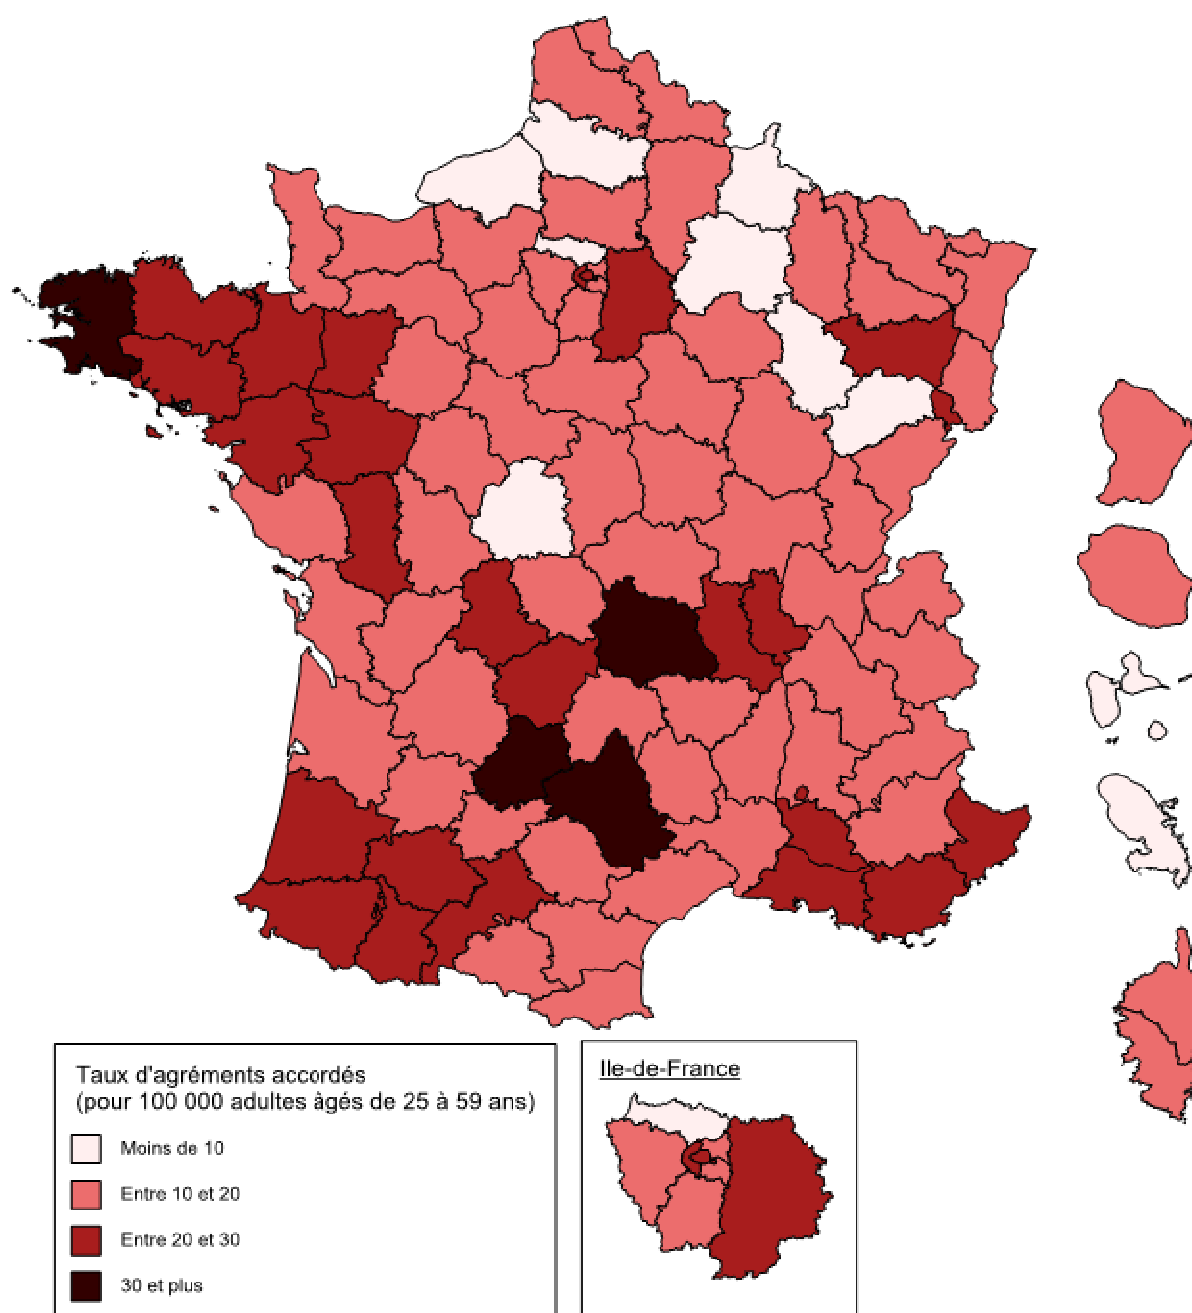 Taux d'agréments accordés
(pour 100 000 adultes àgés de 25 à 59 ans)
Moins de 10
Entre 10 et 20
Entre 20 et 30
30 et plus
Ile-de-France